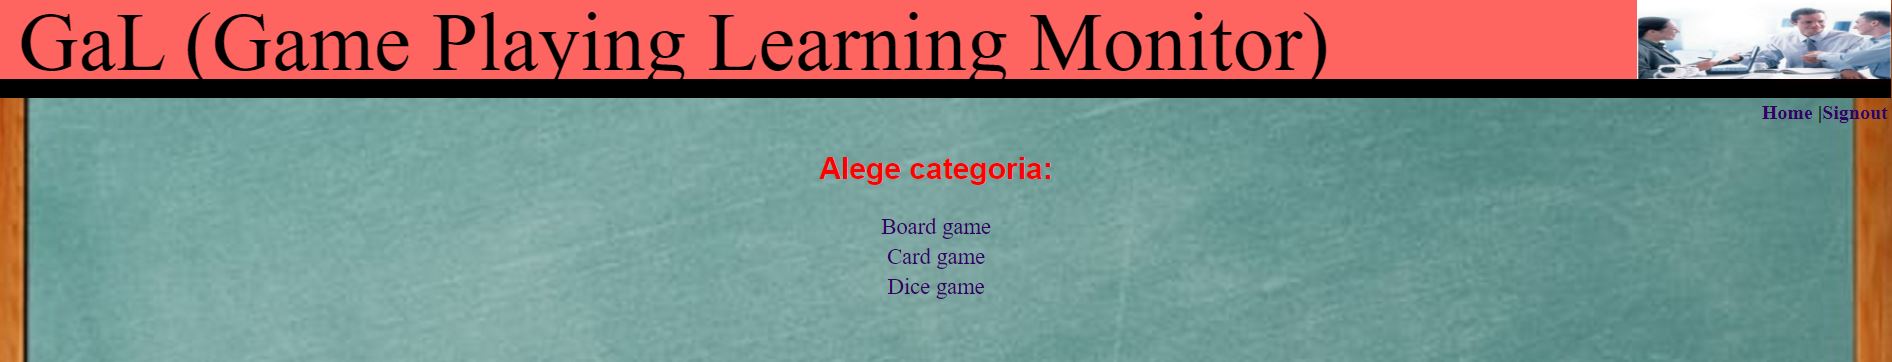 GaL (Game Playing Learning Monitor)
Home |Signout
Alege categoria:
Board game
Card game
Dice game